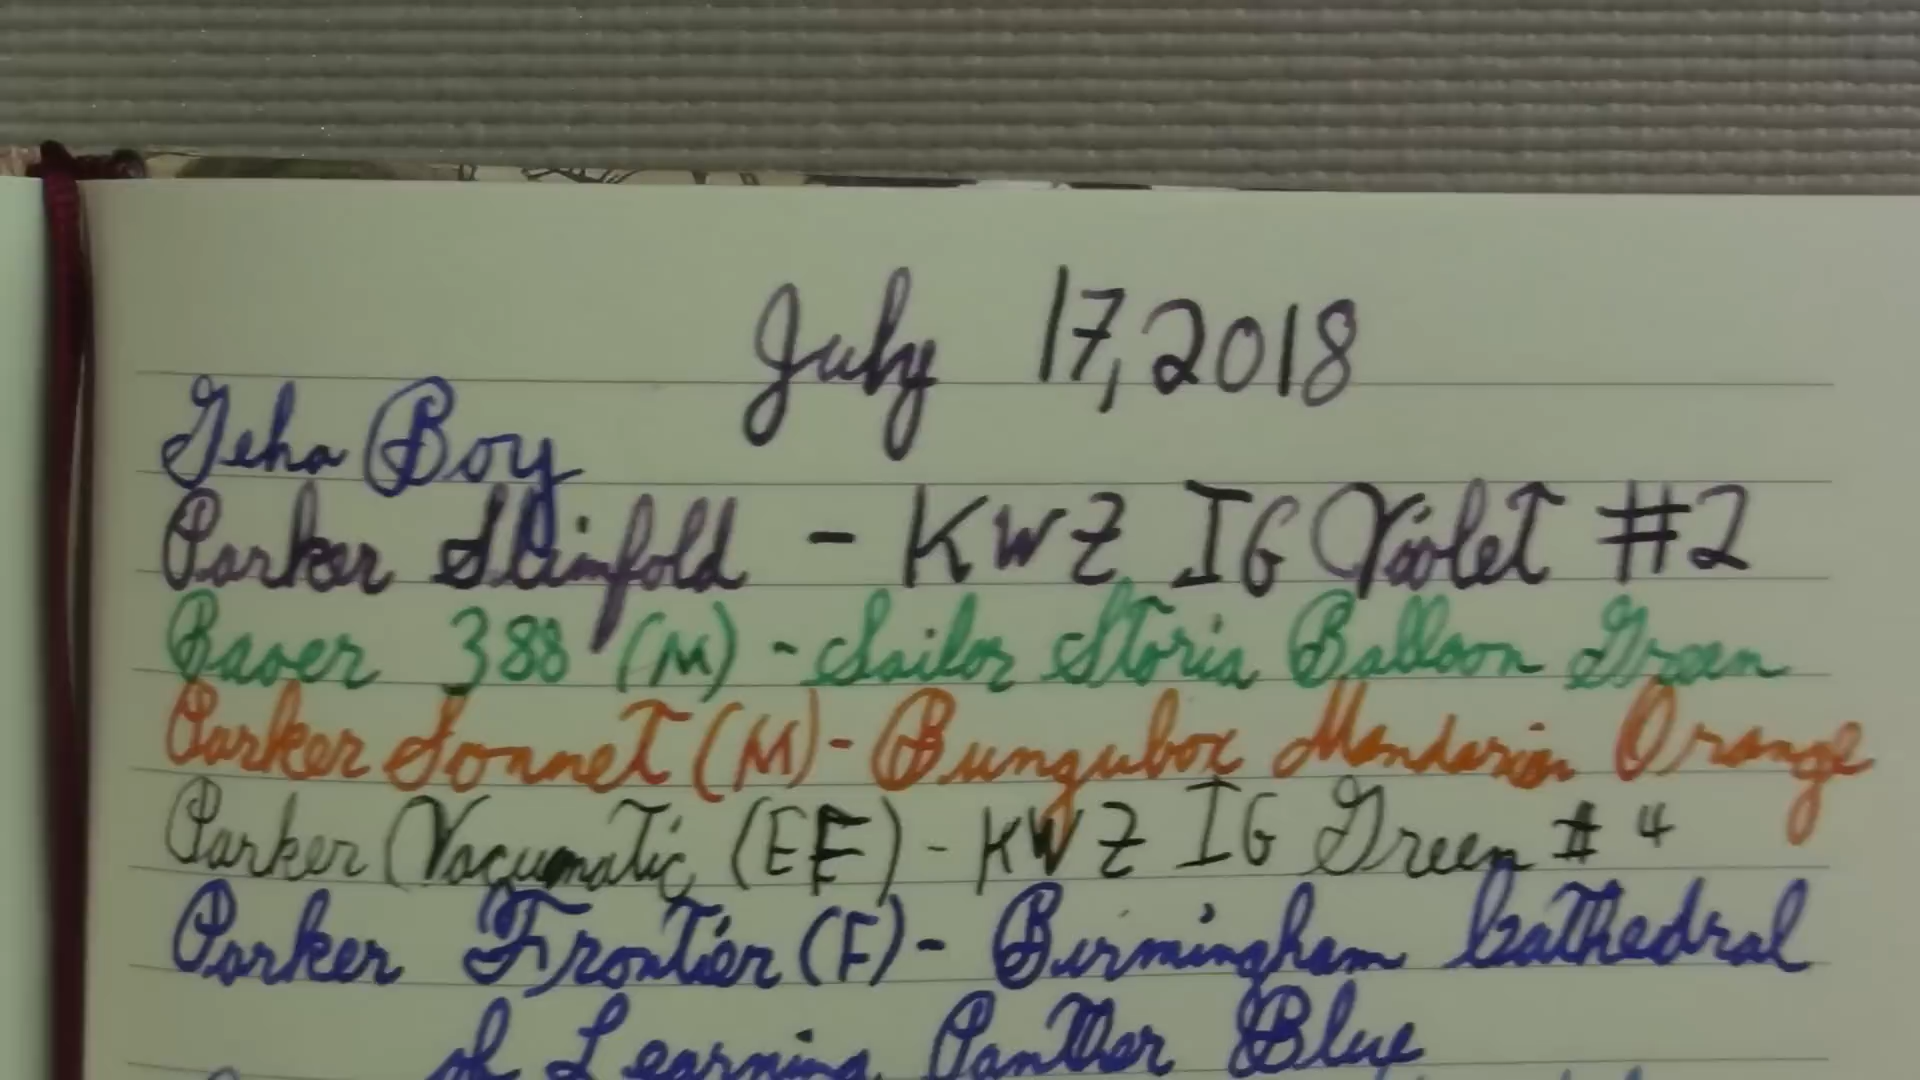 July 17, 2018
Geha Boy
Parker Slimfold - KWZ IG Violet #2
Baoer 388 (M) - Sailor Storia Balloon Green
Parker Sonnet (M) - Bungubox Mandarin Orange
Parker Vacumatic (EF) - KWZ IG Green #4
Parker Frontier (F) - Birmingham Cathedral
of Learning Panther Blue